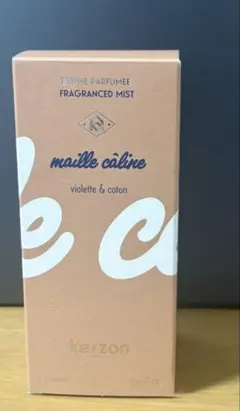 BRUME PARFUMÉE
FRAGRANCED MIST
maille câline
violette & coton
kerzon